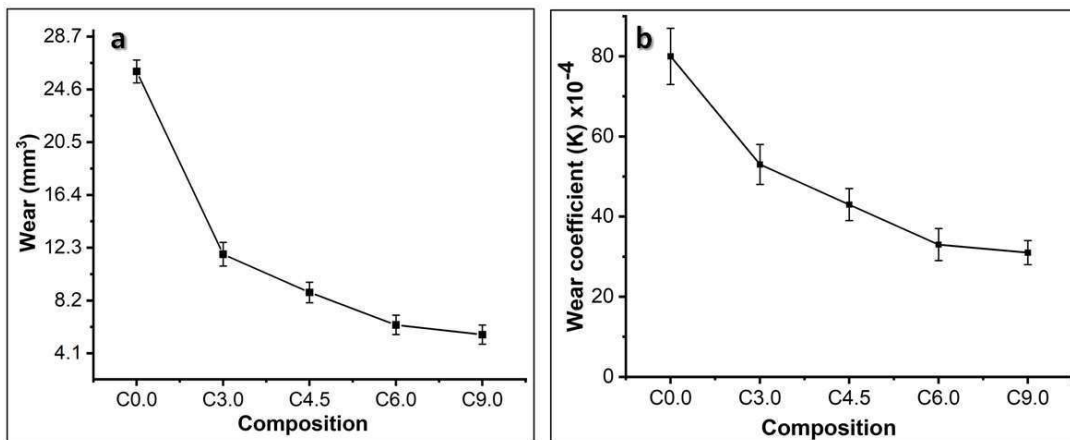 a
28.7
24.6
20.5
16.4
12.3
8.2
4.1
Wear (mm³)
C0.0 C3.0 C4.5 C6.0 C9.0
Composition
b
80
60
40
20
0
Wear coefficient (K) x10⁻⁴
C0.0 C3.0 C4.5 C6.0 C9.0
Composition